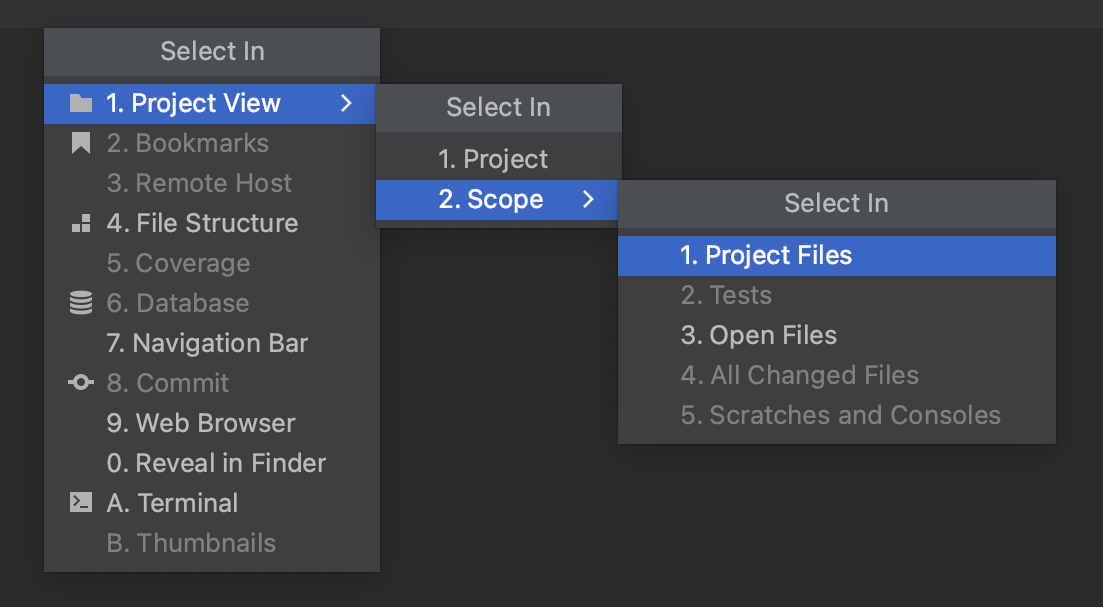 Select In
1. Project View
2. Bookmarks
3. Remote Host
4. File Structure
5. Coverage
6. Database
7. Navigation Bar
8. Commit
9. Web Browser
0. Reveal in Finder
A. Terminal
B. Thumbnails
Select In
1. Project
2. Scope
Select In
1. Project Files
2. Tests
3. Open Files
4. All Changed Files
5. Scratches and Consoles